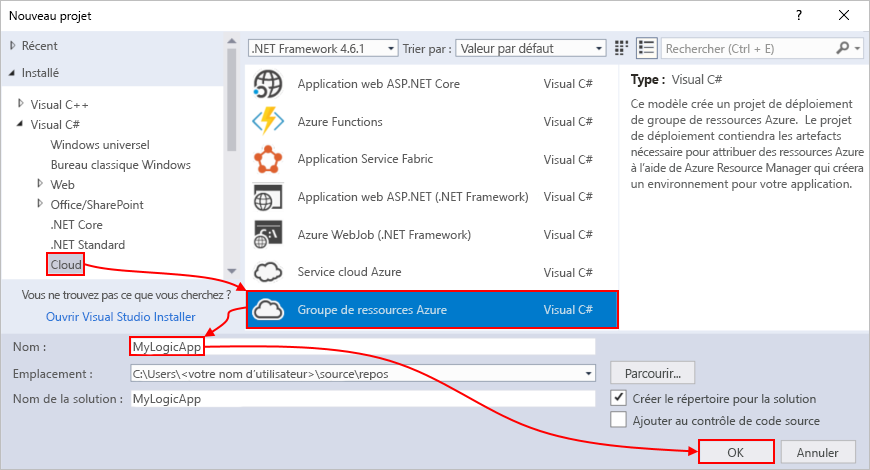 Nouveau projet
Récent
Installé
Visual C++
Visual C#
Windows universel
Bureau classique Windows
Web
Office/SharePoint
.NET Core
.NET Standard
Cloud
Vous ne trouvez pas ce que vous cherchez ?
Ouvrir Visual Studio Installer
.NET Framework 4.6.1 Trier par : Valeur par défaut
Rechercher (Ctrl + E)
Application web ASP.NET Core Visual C#
Azure Functions Visual C#
Application Service Fabric Visual C#
Application web ASP.NET (.NET Framework) Visual C#
Azure WebJob (.NET Framework) Visual C#
Service cloud Azure Visual C#
Groupe de ressources Azure Visual C#
Type : Visual C#
Ce modèle crée un projet de déploiement
de groupe de ressources Azure. Le projet
de déploiement contiendra les artefacts
nécessaire pour attribuer des ressources Azure
à l’aide de Azure Resource Manager qui créera
un environnement pour votre application.
Nom : MyLogicApp
Emplacement : C:\Users\<votre nom d’utilisateur>\source\repos
Parcourir...
Nom de la solution : MyLogicApp
Créer le répertoire pour la solution
Ajouter au contrôle de code source
OK Annuler